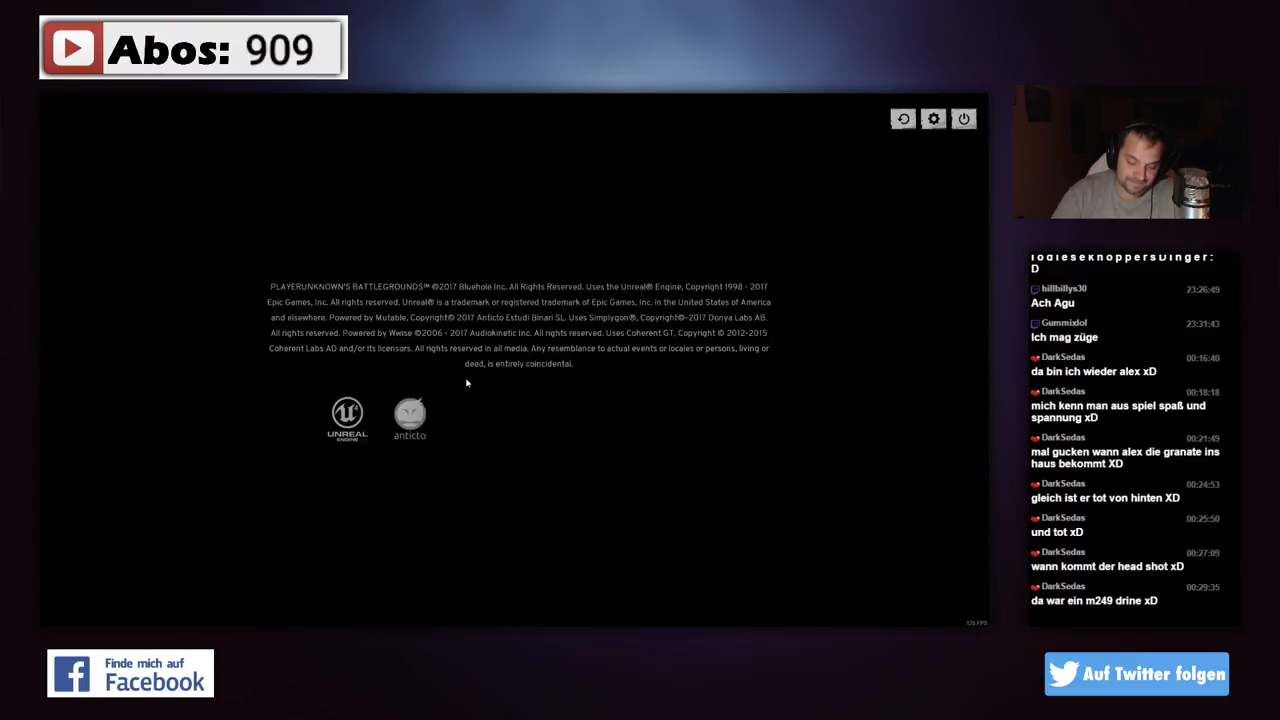 Abos: 909
PLAYERUNKNOWN'S BATTLEGROUNDS™ ©2017 Bluehole Inc. All Rights Reserved. Uses the Unreal® Engine, Copyright 1998 - 2017
Epic Games, Inc. All rights reserved. Unreal® is a trademark or registered trademark of Epic Games, Inc. in the United States of America
and elsewhere. Powered by Mutable, Copyright© 2017 Anticto Estudi Binari SL. Uses Simplygon®, Copyright©-2017 Donya Labs AB.
All rights reserved. Powered by Wwise ©2006 - 2017 Audiokinetic Inc. All rights reserved. Uses Coherent GT, Copyright © 2012-2015
Coherent Labs AD and/or its licensors. All rights reserved in all media. Any resemblance to actual events or locales or persons, living or
dead, is entirely coincidental.
UNREAL
ENGINE
anticto
125 FPS
D
hillbillys30 23:26:49
Ach Agu
Gummixlol 23:31:43
Ich mag züge
DarkSedas 00:16:40
da bin ich wieder alex xD
DarkSedas 00:18:18
mich kenn man aus spiel spaß und
spannung xD
DarkSedas 00:21:49
mal gucken wann alex die granate ins
haus bekommt XD
DarkSedas 00:24:53
gleich ist er tot von hinten XD
DarkSedas 00:25:50
und tot xD
DarkSedas 00:27:09
wann kommt der head shot xD
DarkSedas 00:29:35
da war ein m249 drine xD
Finde mich auf
Facebook
Auf Twitter folgen